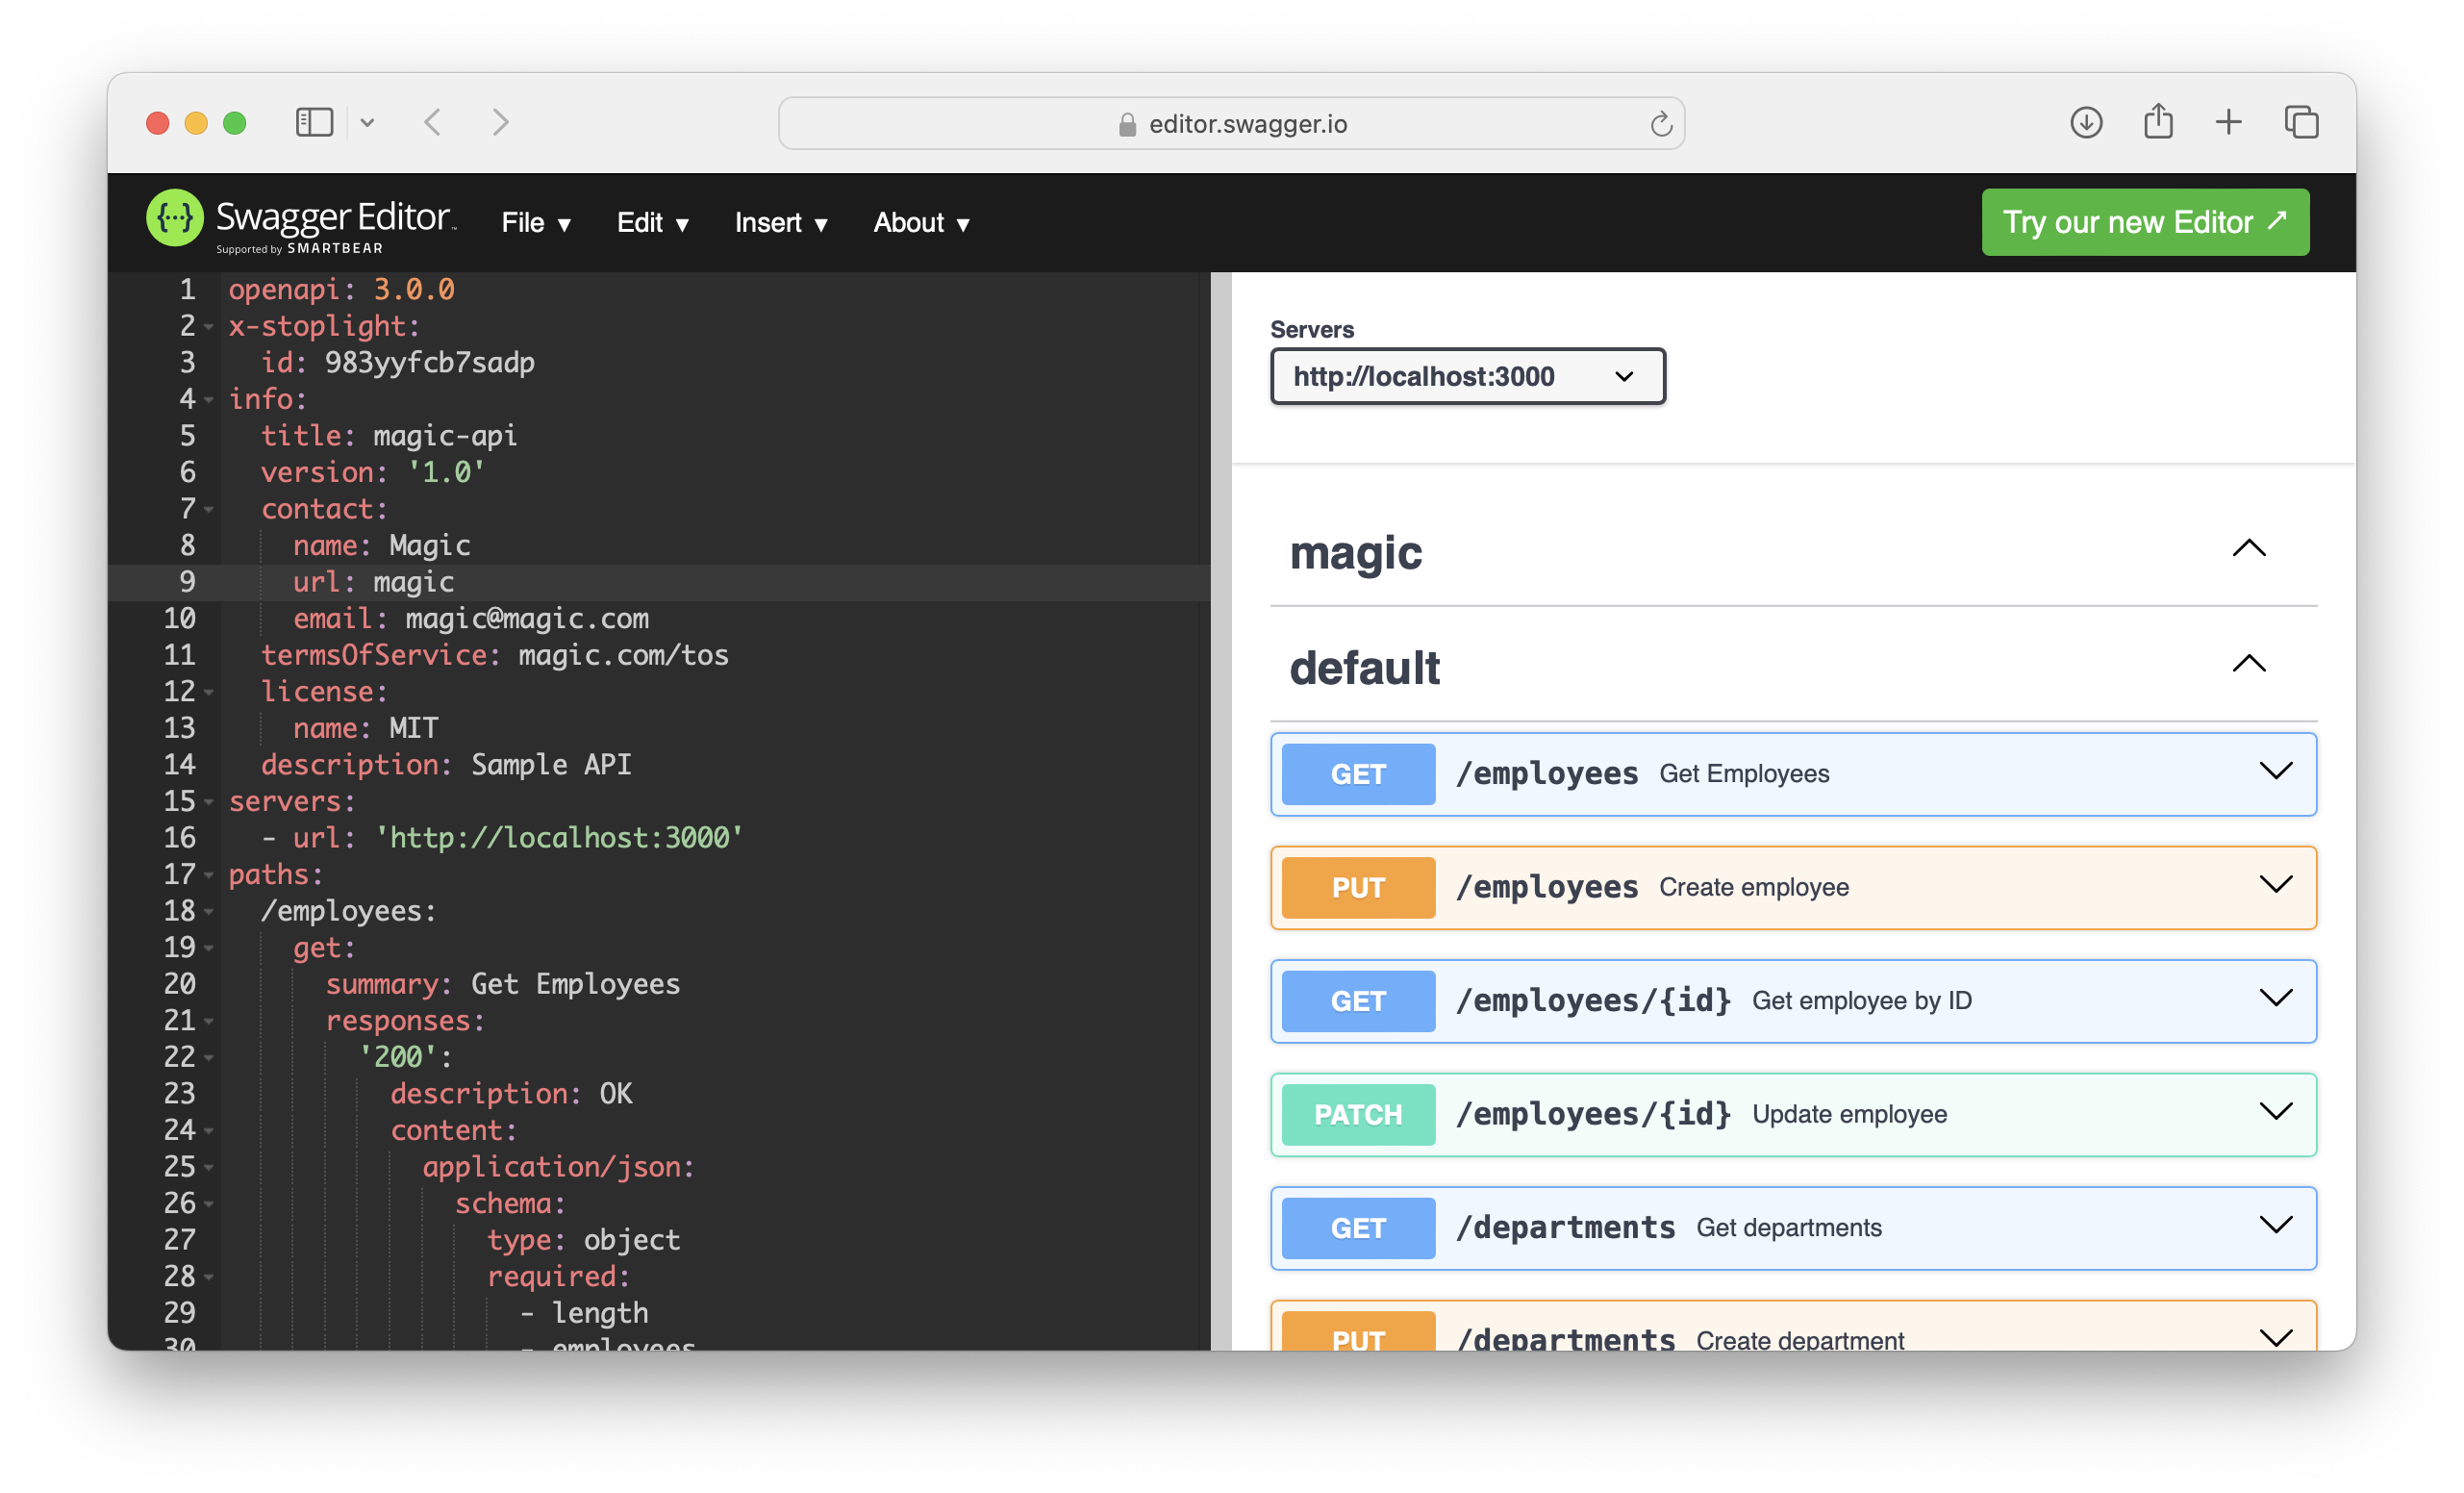 editor.swagger.io
{···} Swagger Editor™
Supported by SMARTBEAR
File ▾ Edit ▾ Insert ▾ About ▾
Try our new Editor ↗
1 openapi: 3.0.0
2 x-stoplight:
3 id: 983yyfcb7sadp
4 info:
5 title: magic-api
6 version: '1.0'
7 contact:
8 name: Magic
9 url: magic
10 email: magic@magic.com
11 termsOfService: magic.com/tos
12 license:
13 name: MIT
14 description: Sample API
15 servers:
16 - url: 'http://localhost:3000'
17 paths:
18 /employees:
19 get:
20 summary: Get Employees
21 responses:
22 '200':
23 description: OK
24 content:
25 application/json:
26 schema:
27 type: object
28 required:
29 - length
30 - employees
Servers
http://localhost:3000
magic
default
GET /employees Get Employees
PUT /employees Create employee
GET /employees/{id} Get employee by ID
PATCH /employees/{id} Update employee
GET /departments Get departments
PUT /departments Create department